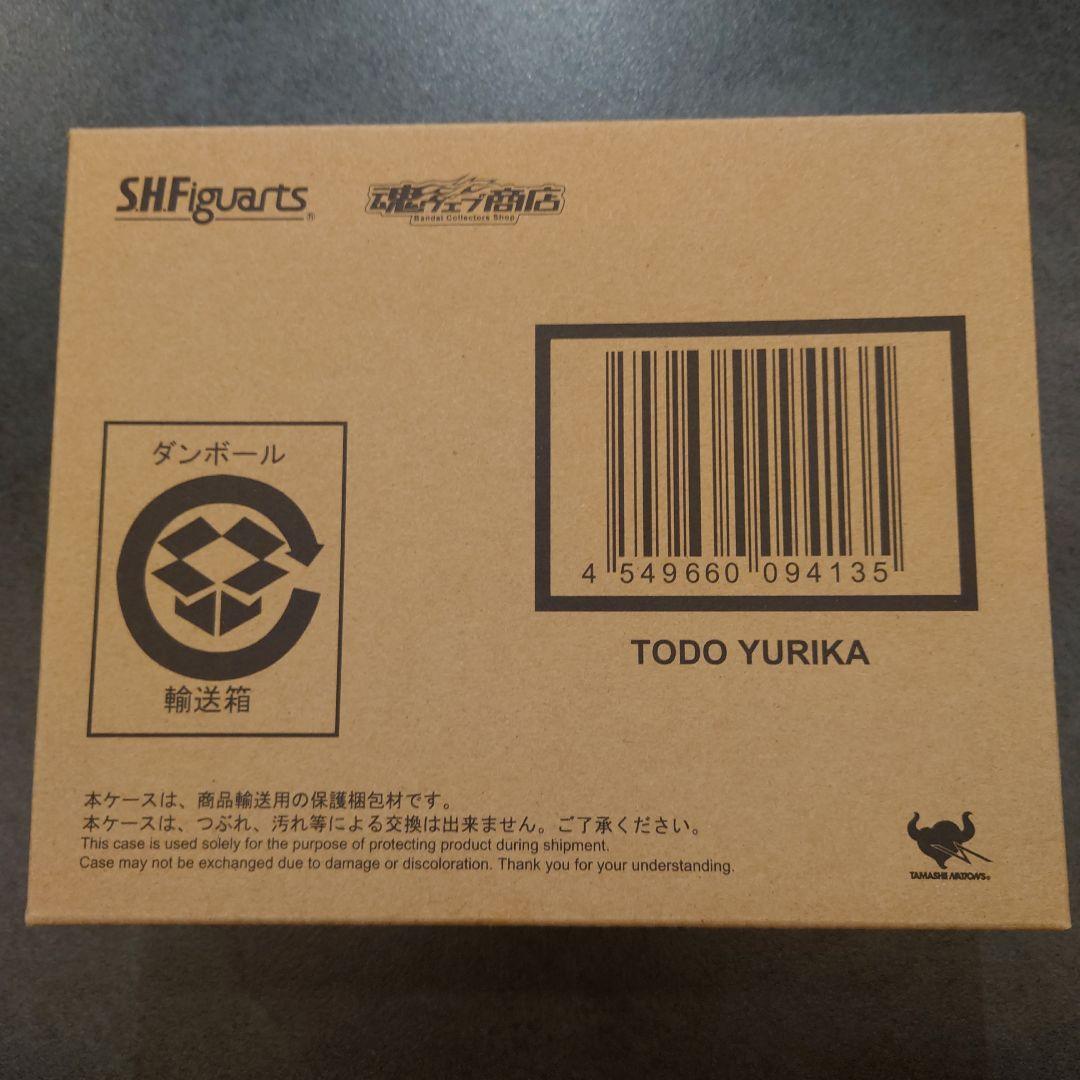 S.H.Figuarts®
魂ウェブ商店
Bandai Collectors Shop
ダンボール
輸送箱
4 549660 094135
TODO YURIKA
本ケースは、商品輸送用の保護梱包材です。
本ケースは、つぶれ、汚れ等による交換は出来ません。ご了承ください。
This case is used solely for the purpose of protecting product during shipment.
Case may not be exchanged due to damage or discoloration. Thank you for your understanding.
TAMASHII NATIONS®